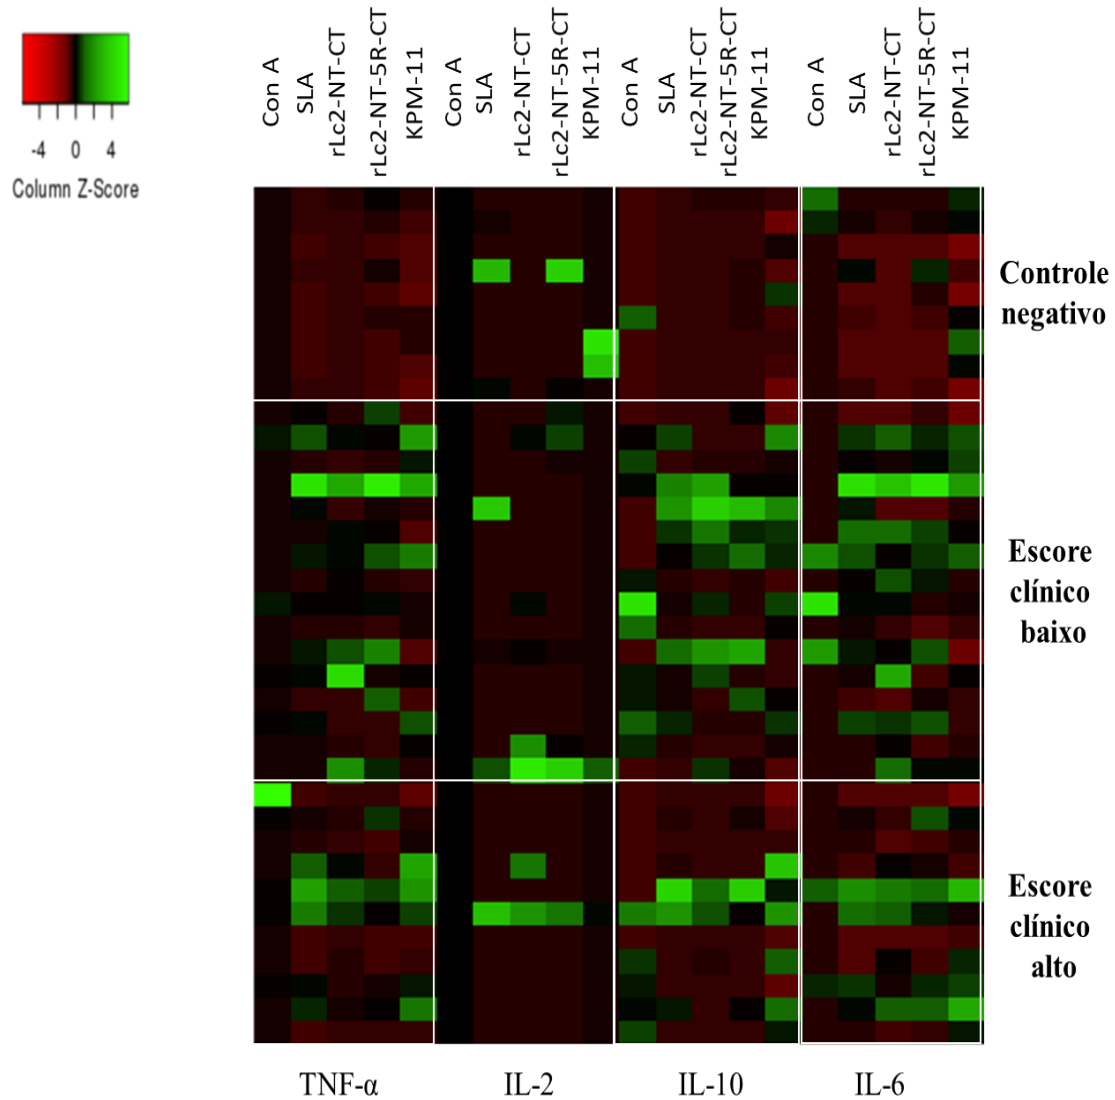 -4 0 4
Column Z-Score
Con A
SLA
rLc2-NT-CT
rLc2-NT-5R-CT
KPM-11
Con A
SLA
rLc2-NT-CT
rLc2-NT-5R-CT
KPM-11
Con A
SLA
rLc2-NT-CT
rLc2-NT-5R-CT
KPM-11
Con A
SLA
rLc2-NT-CT
rLc2-NT-5R-CT
KPM-11
Controle
negativo
Escore
clínico
baixo
Escore
clínico
alto
TNF-α IL-2 IL-10 IL-6